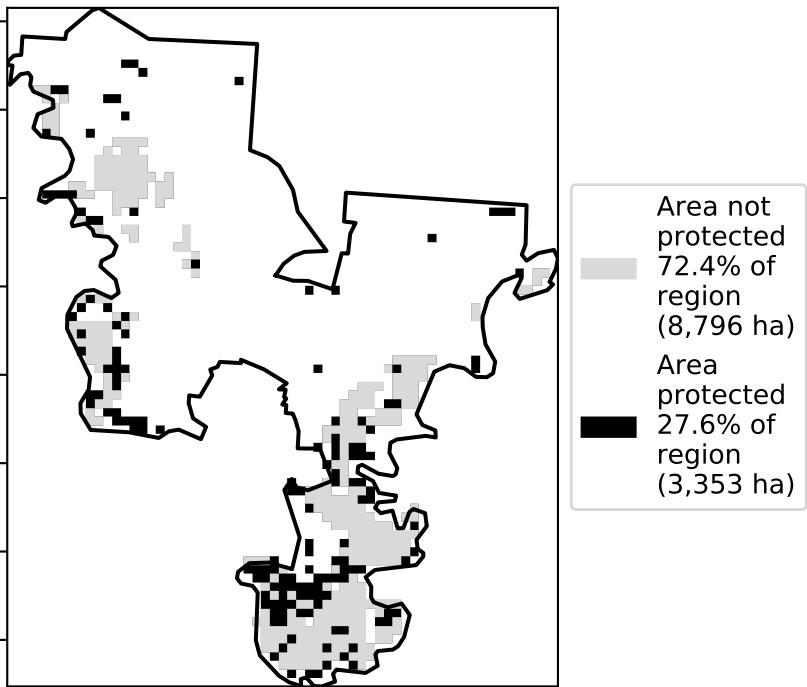 Area not
protected
72.4% of
region
(8,796 ha)
Area
protected
27.6% of
region
(3,353 ha)